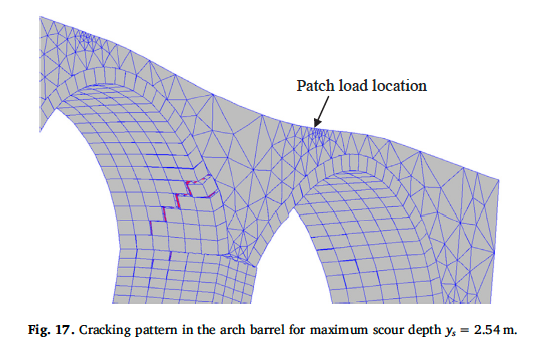 Patch load location
Fig. 17. Cracking pattern in the arch barrel for maximum scour depth yₛ = 2.54 m.